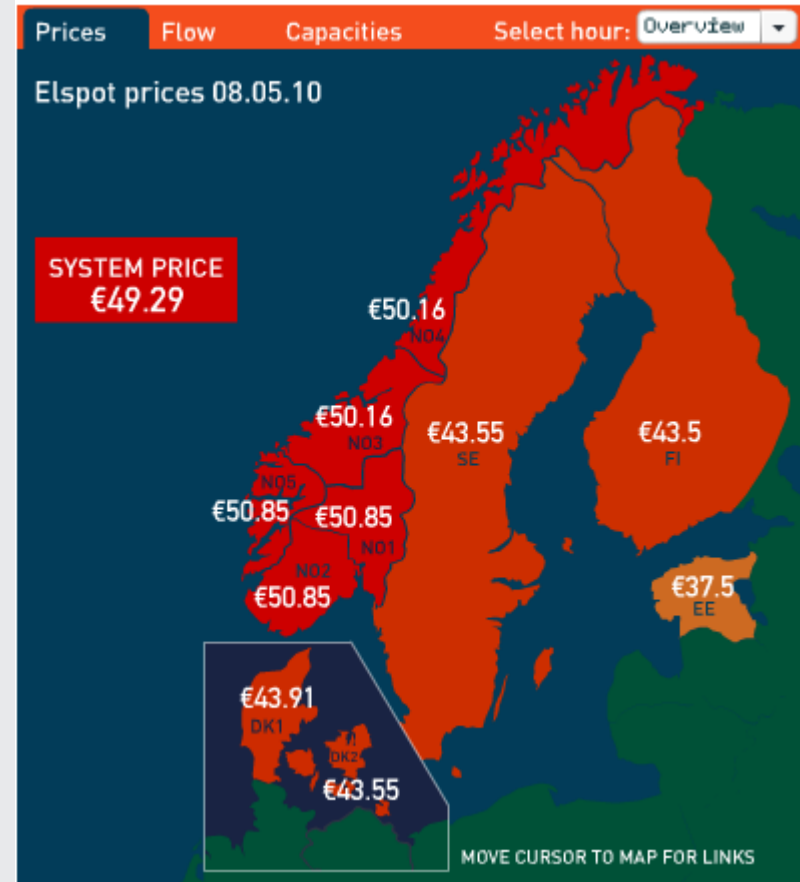 Prices Flow Capacities Select hour: Overview
Elspot prices 08.05.10
SYSTEM PRICE
€49.29
€50.16
NO4
€50.16
NO3
€43.55
SE
€43.5
FI
NO5
€50.85
€50.85
NO1
NO2
€50.85
€37.5
EE
€43.91
DK1
DK2
€43.55
MOVE CURSOR TO MAP FOR LINKS